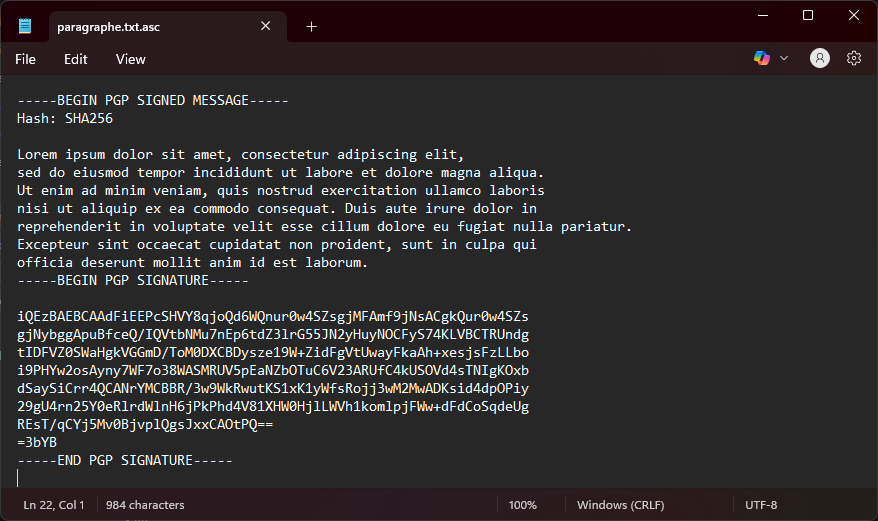 paragraphe.txt.asc
File Edit View
-----BEGIN PGP SIGNED MESSAGE-----
Hash: SHA256

Lorem ipsum dolor sit amet, consectetur adipiscing elit,
sed do eiusmod tempor incididunt ut labore et dolore magna aliqua.
Ut enim ad minim veniam, quis nostrud exercitation ullamco laboris
nisi ut aliquip ex ea commodo consequat. Duis aute irure dolor in
reprehenderit in voluptate velit esse cillum dolore eu fugiat nulla pariatur.
Excepteur sint occaecat cupidatat non proident, sunt in culpa qui
officia deserunt mollit anim id est laborum.
-----BEGIN PGP SIGNATURE-----

iQEzBAEBCAAdFiEEPcSHVY8qjoQd6WQnur0w4SZsgjMFAmf9jNsACgkQur0w4SZs
gjNybggApuBfceQ/IQVtbNMu7nEp6tdZ3lrG55JN2yHuyNOCFyS74KLVBCTRUndg
tIDFVZ0SWaHgkVGGmD/ToM0DXCBDysze19W+ZidFgVtUwayFkaAh+xesjsFzLLbo
i9PHYw2osAyny7WF7o38WASMRUV5pEaNZbOTuC6V23ARUfC4kUSOVd4sTNIgKOxb
dSaySiCrr4QCANrYMCBBR/3w9WkRwutKS1xK1yWfsRojj3wM2MwADKsid4dpOPiy
29gU4rn25Y0eRlrdWlnH6jPkPhd4V81XHW0HjlLWVh1komlpjFWw+dFdCoSqdeUg
REsT/qCYj5Mv0BjvplQgsJxxCAOtPQ==
=3bYB
-----END PGP SIGNATURE-----
Ln 22, Col 1 984 characters 100% Windows (CRLF) UTF-8